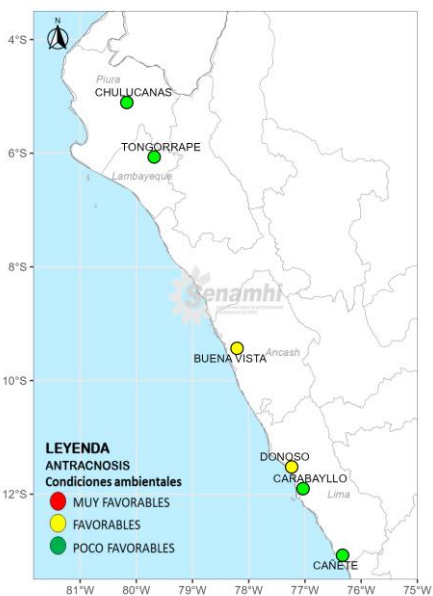 N
4°S
Piura
CHULUCANAS
TONGORRAPE
6°S
Lambayeque
8°S
Senamhi
Ancash
BUENA VISTA
10°S
LEYENDA
ANTRACNOSIS
Condiciones ambientales
MUY FAVORABLES
FAVORABLES
POCO FAVORABLES
DONOSO
CARABAYLLO
12°S
Lima
CAÑETE
81°W 80°W 79°W 78°W 77°W 76°W 75°W